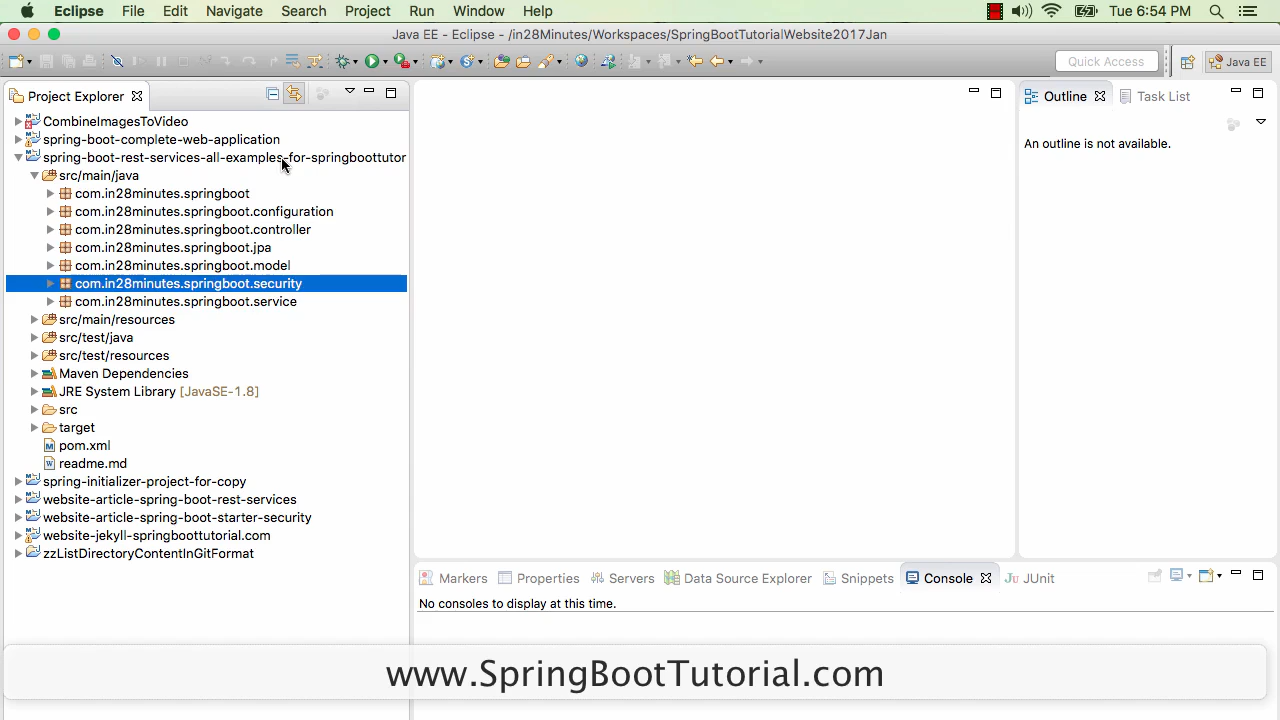 Eclipse File Edit Navigate Search Project Run Window Help Tue 6:54 PM
Java EE - Eclipse - /in28Minutes/Workspaces/SpringBootTutorialWebsite2017Jan
Quick Access Java EE
Project Explorer
CombineImagesToVideo
spring-boot-complete-web-application
spring-boot-rest-services-all-examples-for-springboottutor
src/main/java
com.in28minutes.springboot
com.in28minutes.springboot.configuration
com.in28minutes.springboot.controller
com.in28minutes.springboot.jpa
com.in28minutes.springboot.model
com.in28minutes.springboot.security
com.in28minutes.springboot.service
src/main/resources
src/test/java
src/test/resources
Maven Dependencies
JRE System Library [JavaSE-1.8]
src
target
pom.xml
readme.md
spring-initializer-project-for-copy
website-article-spring-boot-rest-services
website-article-spring-boot-starter-security
website-jekyll-springboottutorial.com
zzListDirectoryContentInGitFormat
Outline Task List
An outline is not available.
Markers Properties Servers Data Source Explorer Snippets Console JUnit
No consoles to display at this time.
www.SpringBootTutorial.com